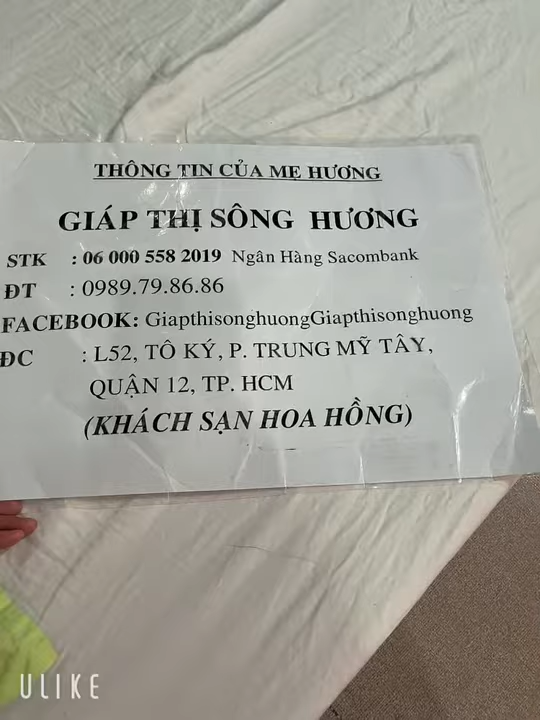 THÔNG TIN CỦA MẸ HƯƠNG
GIÁP THỊ SÔNG HƯƠNG
STK : 06 000 558 2019 Ngân Hàng Sacombank
ĐT : 0989.79.86.86
FACEBOOK: GiapthisonghuongGiapthisonghuong
ĐC : L52, TÔ KÝ, P. TRUNG MỸ TÂY,
QUẬN 12, TP. HCM
(KHÁCH SẠN HOA HỒNG)
ULIKE